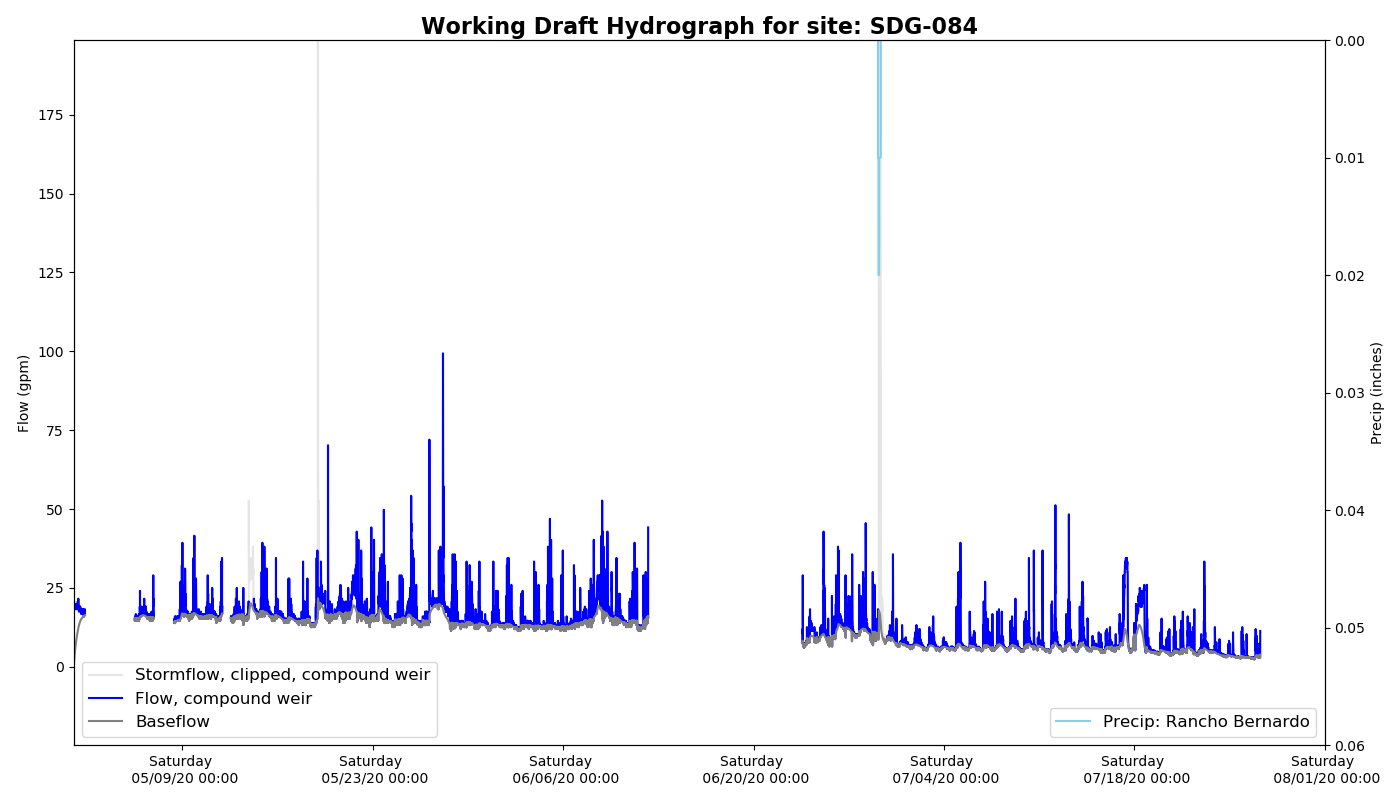 Working Draft Hydrograph for site: SDG-084
175
150
125
100
75
50
25
0
Flow (gpm)
0.00
0.01
0.02
0.03
0.04
0.05
0.06
Precip (inches)
Stormflow, clipped, compound weir
Flow, compound weir
Baseflow
Precip: Rancho Bernardo
Saturday
05/09/20 00:00
Saturday
05/23/20 00:00
Saturday
06/06/20 00:00
Saturday
06/20/20 00:00
Saturday
07/04/20 00:00
Saturday
07/18/20 00:00
Saturday
08/01/20 00:00